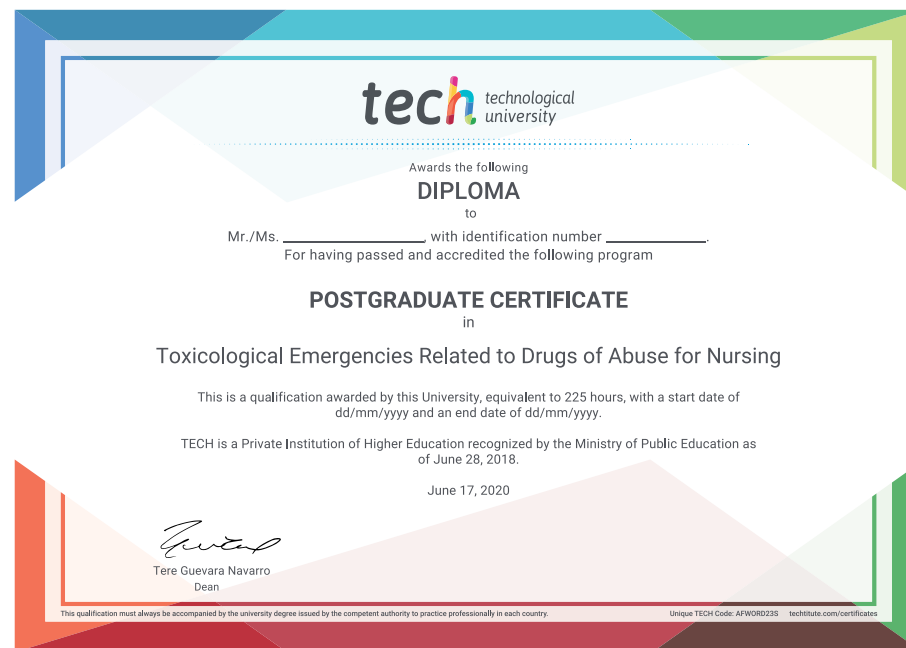 tech technological
university
Awards the following
DIPLOMA
to
Mr./Ms. ____________________, with identification number ______________.
For having passed and accredited the following program
POSTGRADUATE CERTIFICATE
in
Toxicological Emergencies Related to Drugs of Abuse for Nursing
This is a qualification awarded by this University, equivalent to 225 hours, with a start date of
dd/mm/yyyy and an end date of dd/mm/yyyy.
TECH is a Private Institution of Higher Education recognized by the Ministry of Public Education as
of June 28, 2018.
June 17, 2020
Tere Guevara Navarro
Dean
This qualification must always be accompanied by the university degree issued by the competent authority to practice professionally in each country. Unique TECH Code: AFWORD23S techtitute.com/certificates